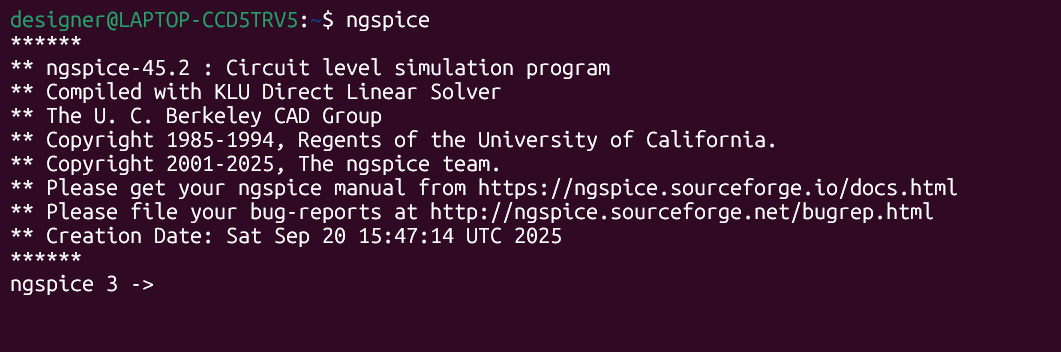 designer@LAPTOP-CCD5TRV5:~$ ngspice
******
** ngspice-45.2 : Circuit level simulation program
** Compiled with KLU Direct Linear Solver
** The U. C. Berkeley CAD Group
** Copyright 1985-1994, Regents of the University of California.
** Copyright 2001-2025, The ngspice team.
** Please get your ngspice manual from https://ngspice.sourceforge.io/docs.html
** Please file your bug-reports at http://ngspice.sourceforge.net/bugrep.html
** Creation Date: Sat Sep 20 15:47:14 UTC 2025
******
ngspice 3 ->